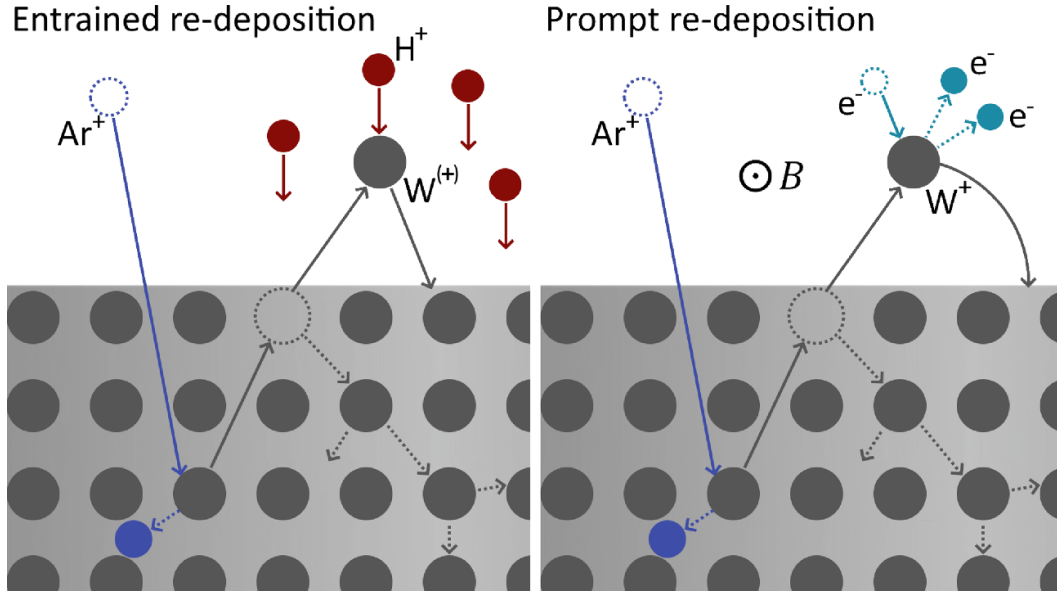 Entrained re-deposition
H⁺
Ar⁺
W⁽⁺⁾
Prompt re-deposition
e⁻
e⁻
e⁻
Ar⁺
⊙ B
W⁺